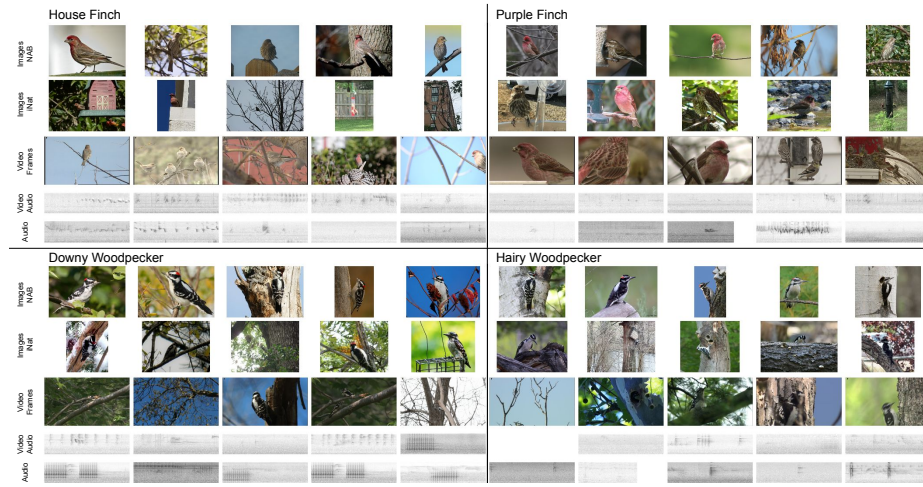 House Finch
Images
NAB
Images
iNat
Video
Frames
Video
Audio
Audio
Purple Finch
Downy Woodpecker
Images
NAB
Images
iNat
Video
Frames
Video
Audio
Audio
Hairy Woodpecker